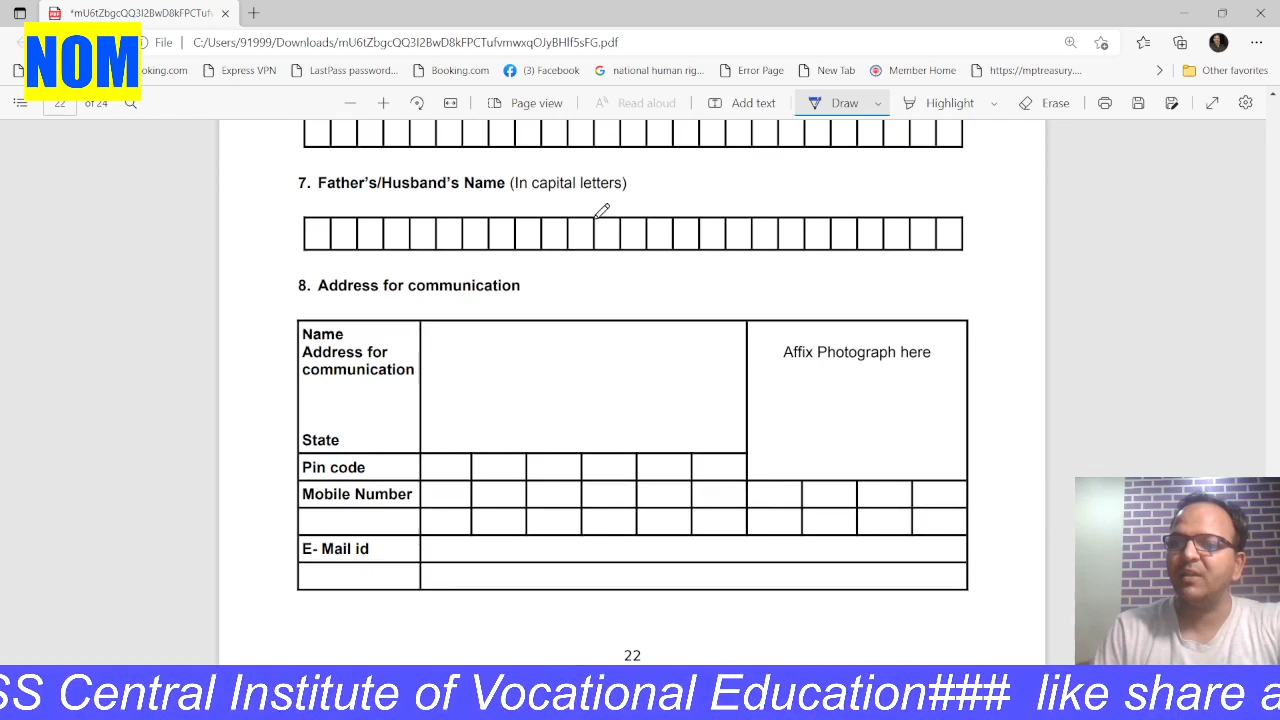 *mU6tZbgcQQ3I2BwD8kFPCTufv
NOM
File
C:/Users/91999/Downloads/mU6tZbgcQQ3I2BwD8kFPCTufvmwxqOJyBHlf5sFG.pdf
oking.com
Express VPN
LastPass password...
Booking.com
(3) Facebook
national human rig...
Error Page
New Tab
Member Home
https://mptreasury....
Other favorites
22 of 24
Page view
Read aloud
Add text
Draw
Highlight
Erase
7. Father's/Husband's Name (In capital letters)
8. Address for communication
Name
Address for
communication
State
Affix Photograph here
Pin code
Mobile Number
E- Mail id
22
SS Central Institute of Vocational Education### like share a